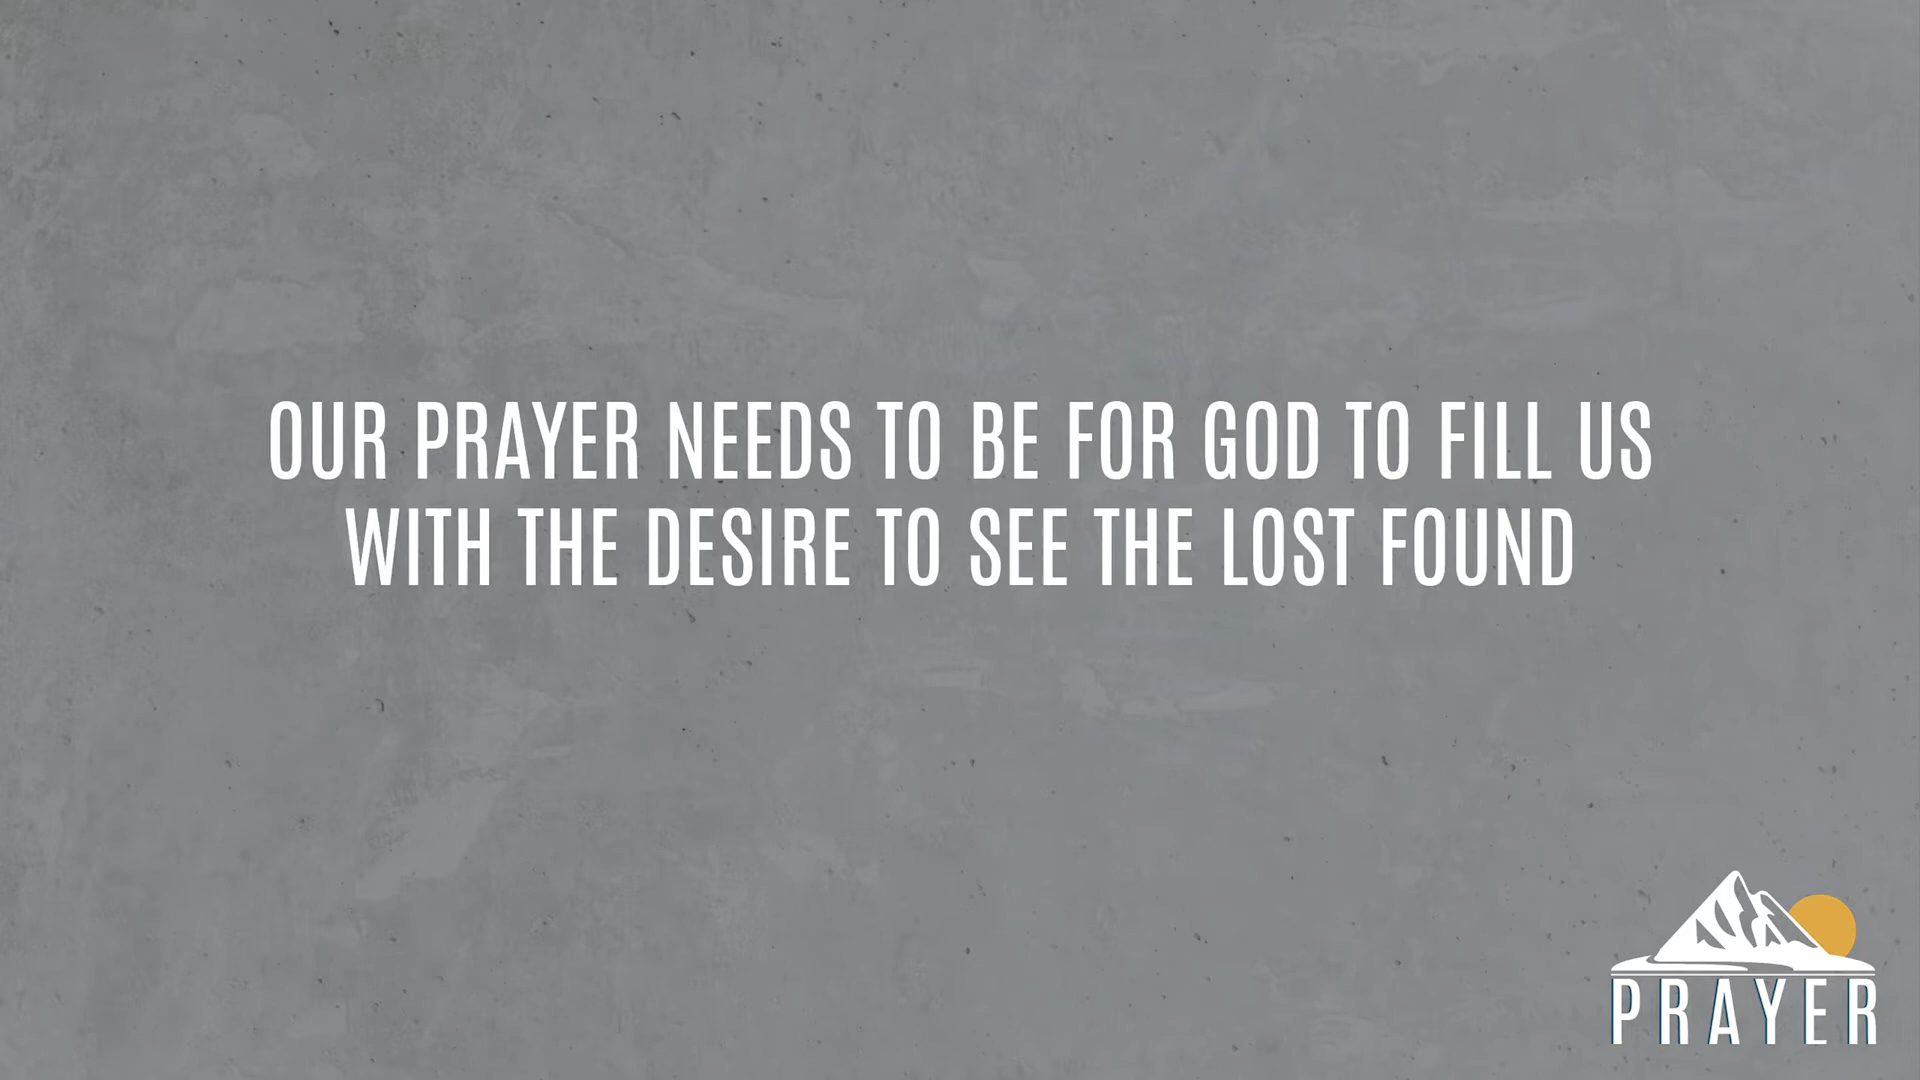 OUR PRAYER NEEDS TO BE FOR GOD TO FILL US
WITH THE DESIRE TO SEE THE LOST FOUND
PRAYER